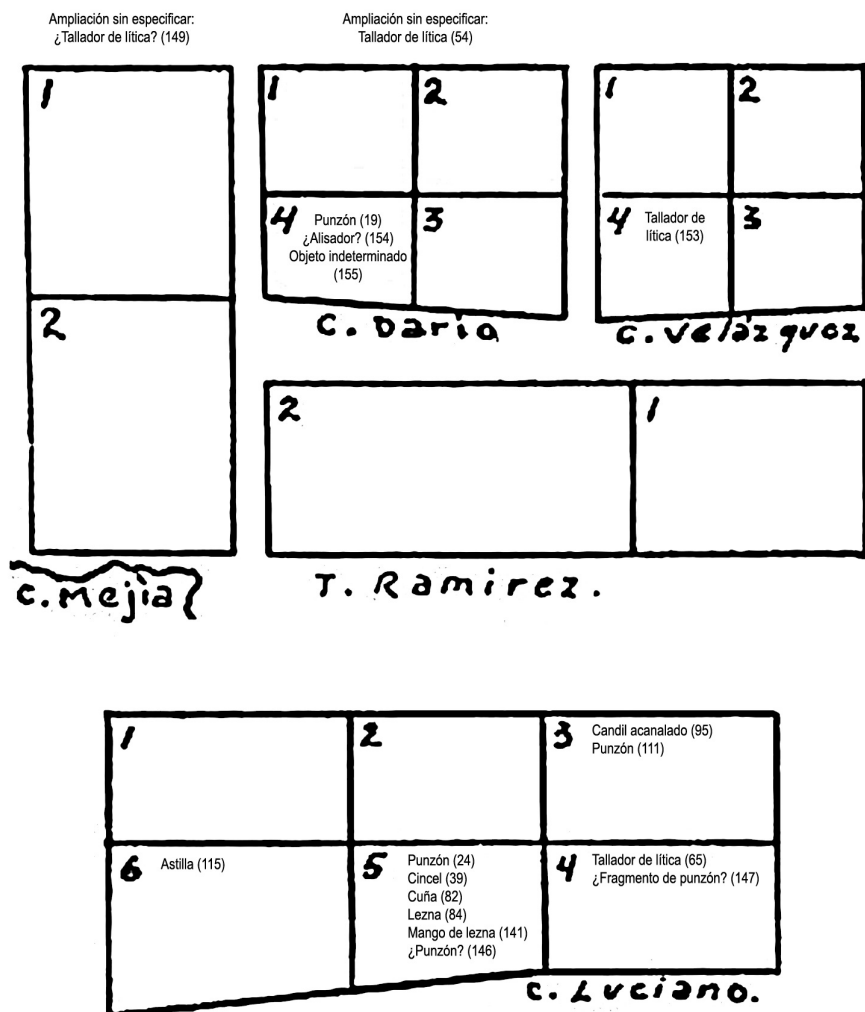 Ampliación sin especificar:
¿Tallador de lítica? (149)
Ampliación sin especificar:
Tallador de lítica (54)
1
2
C. Mejìa
1
2
4
Punzón (19)
¿Alisador? (154)
Objeto indeterminado
(155)
3
C. Daría
1
2
4
Tallador de
lítica (153)
3
C. Velázquez
2
1
T. Ramirez.
1
2
3
Candil acanalado (95)
Punzón (111)
6
Astilla (115)
5
Punzón (24)
Cincel (39)
Cuña (82)
Lezna (84)
Mango de lezna (141)
¿Punzón? (146)
4
Tallador de lítica (65)
¿Fragmento de punzón? (147)
C. Luciano.